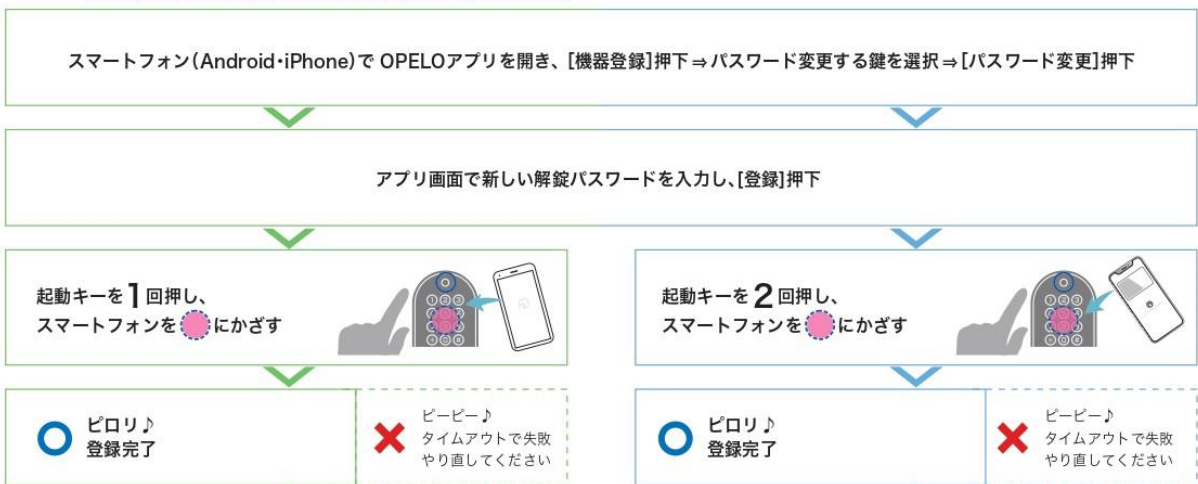 スマートフォン(Android・iPhone)で OPELOアプリを開き、[機器登録]押下⇒パスワード変更する鍵を選択⇒[パスワード変更]押下
アプリ画面で新しい解錠パスワードを入力し、[登録]押下
起動キーを1回押し、
スマートフォンを にかざす
起動キーを2回押し、
スマートフォンを にかざす
ピロリ♪
登録完了
ピーピー♪
タイムアウトで失敗
やり直してください
ピロリ♪
登録完了
ピーピー♪
タイムアウトで失敗
やり直してください